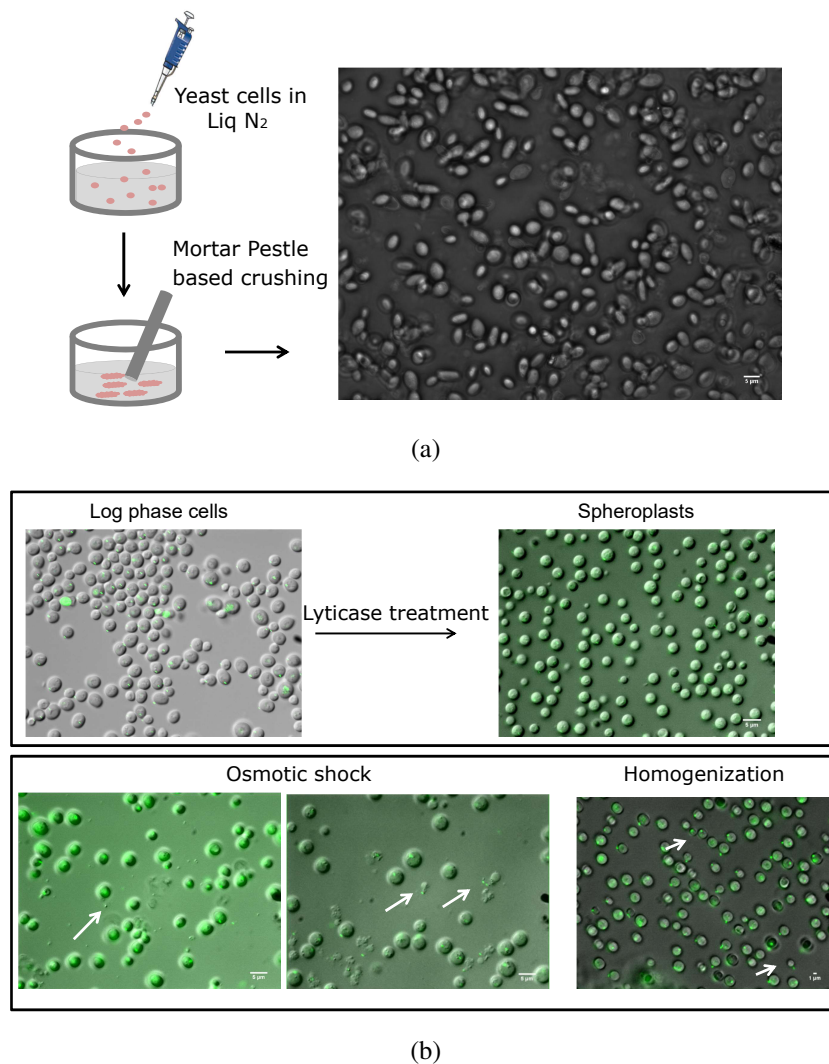 Yeast cells in
Liq N₂
Mortar Pestle
based crushing
5 µm
(a)
Log phase cells
Spheroplasts
Lyticase treatment
5 µm
Osmotic shock
Homogenization
5 µm
5 µm
1 µm
(b)